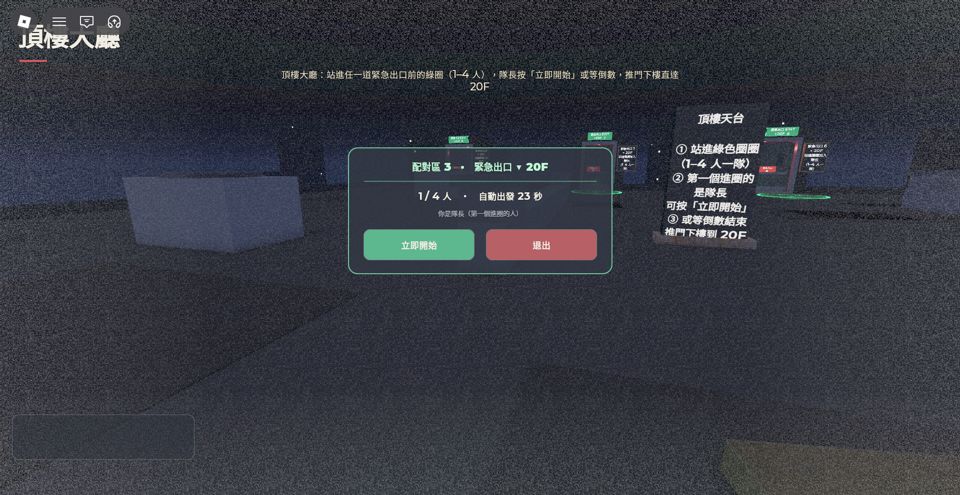 頂樓大廳
頂樓大廳：站進任一道緊急出口前的綠圈（1–4 人），隊長按「立即開始」或等倒數，推門下樓直達
20F
配對區 3 • 緊急出口 ▼ 20F
1 / 4 人 • 自動出發 23 秒
你是隊長（第一個進圈的人）
立即開始
退出
頂樓天台
① 站進綠色圈圈
（1–4 人一隊）
② 第一個進圈的
是隊長
可按「立即開始」
③ 或等倒數結束
推門下樓到 20F